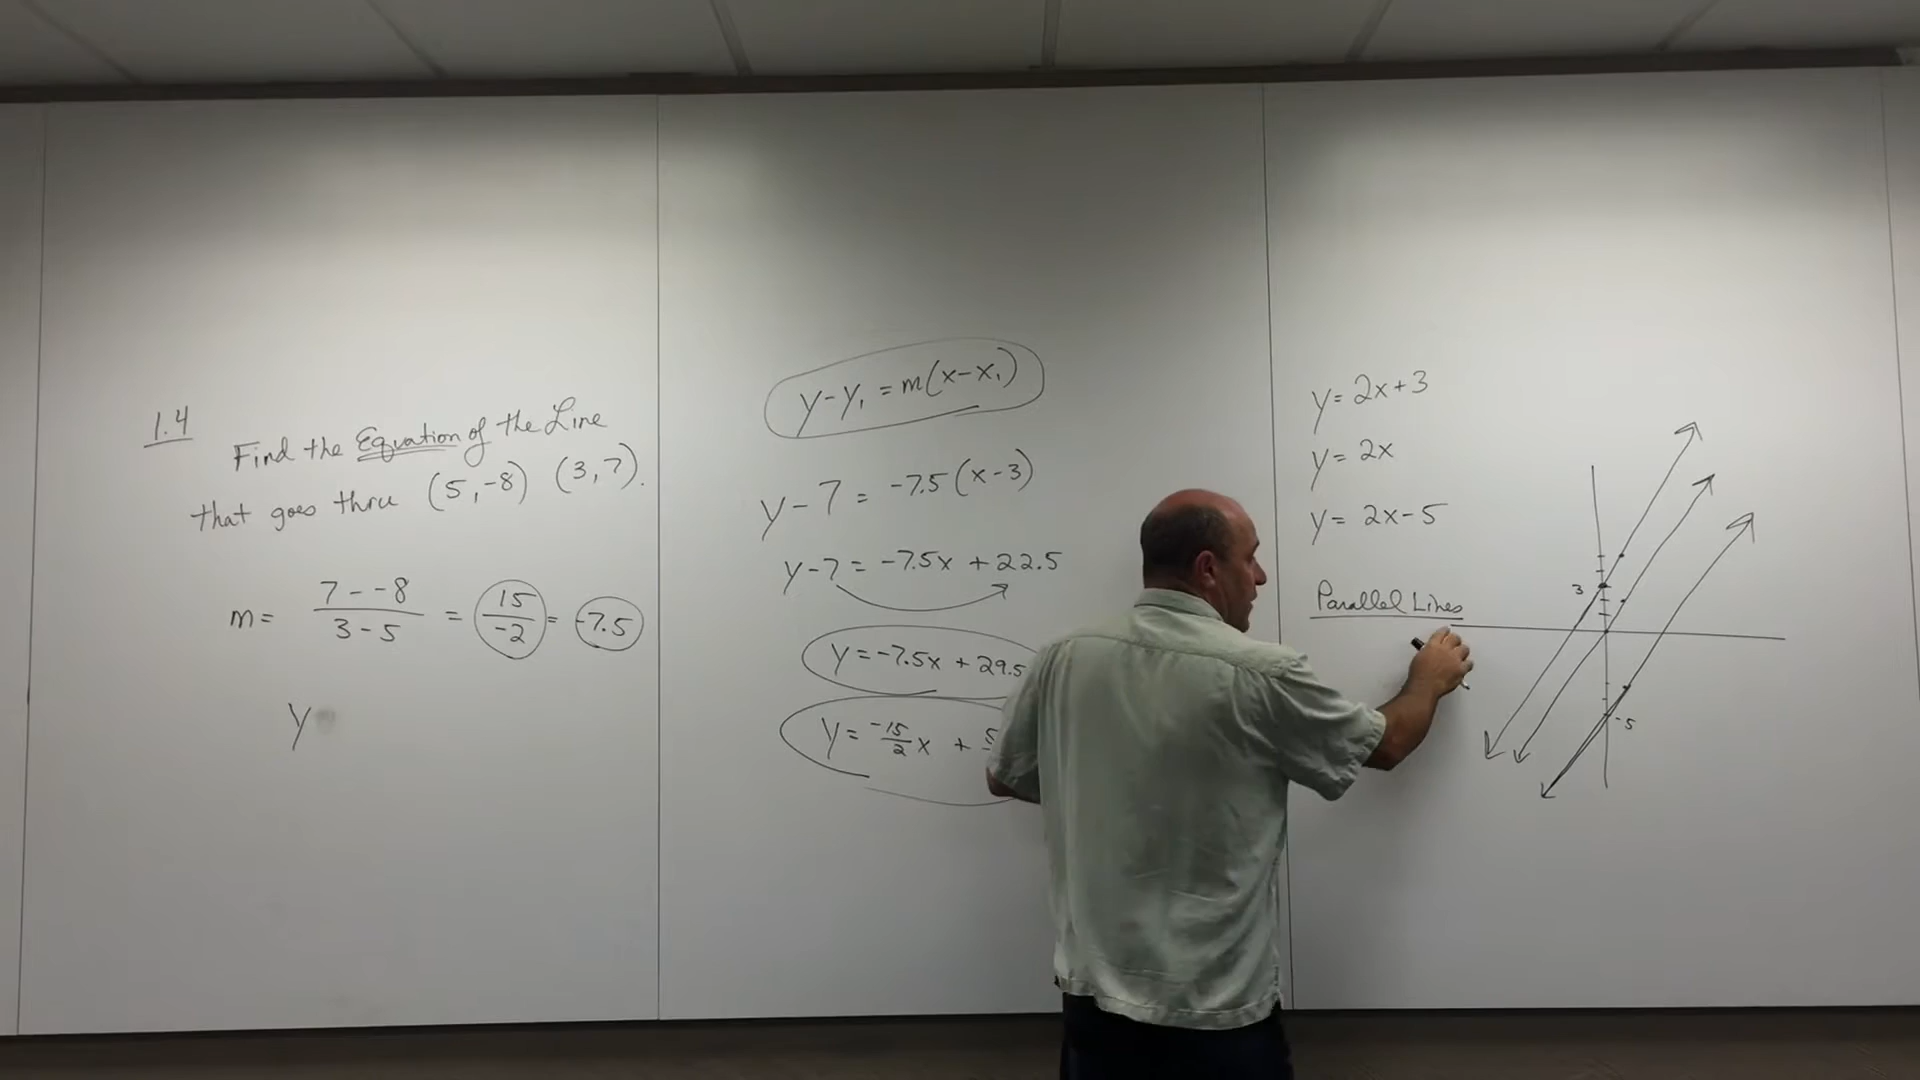 1.4
Find the Equation of the Line
that goes thru (5,-8) (3,7).
m = 7--8/3-5 = 15/-2 = -7.5
y
y-y₁ = m(x-x₁)
y-7 = -7.5(x-3)
y-7 = -7.5x + 22.5
y = -7.5x + 29.5
y = -15/2 x + 5
y = 2x+3
y = 2x
y = 2x-5
Parallel Lines
3
-5